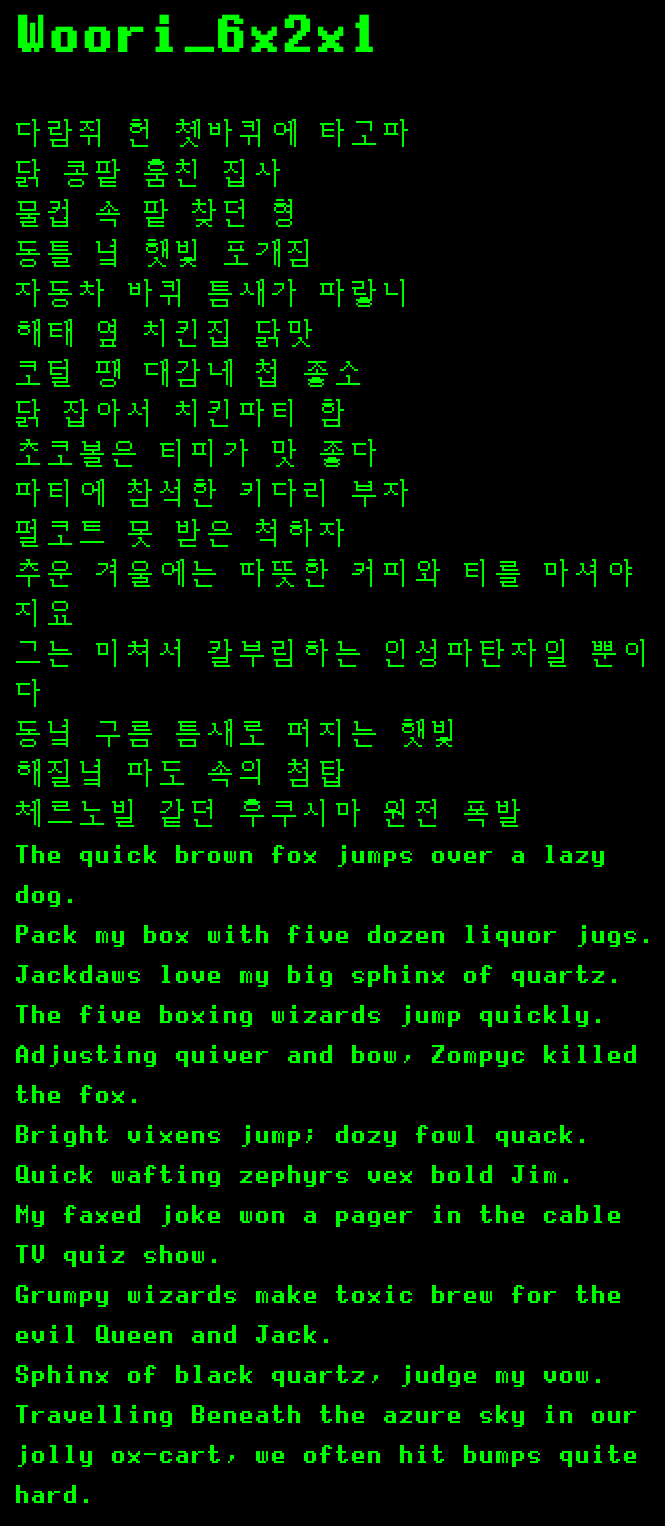 Woori_6x2x1
다람쥐 헌 쳇바퀴에 타고파
닭 콩팥 훔친 집사
물컵 속 팥 찾던 형
동틀 녘 햇빛 포개짐
자동차 바퀴 틈새가 파랗니
해태 옆 치킨집 닭맛
코털 팽 대감네 첩 좋소
닭 잡아서 치킨파티 함
초코볼은 티피가 맛 좋다
파티에 참석한 키다리 부자
펄코트 못 받은 척하자
추운 겨울에는 따뜻한 커피와 티를 마셔야
지요
그는 미쳐서 칼부림하는 인성파탄자일 뿐이
다
동녘 구름 틈새로 퍼지는 햇빛
해질녘 파도 속의 첨탑
체르노빌 같던 후쿠시마 원전 폭발
The quick brown fox jumps over a lazy
dog.
Pack my box with five dozen liquor jugs.
Jackdaws love my big sphinx of quartz.
The five boxing wizards jump quickly.
Adjusting quiver and bow, Zompyc killed
the fox.
Bright vixens jump; dozy fowl quack.
Quick wafting zephyrs vex bold Jim.
My faxed joke won a pager in the cable
TV quiz show.
Grumpy wizards make toxic brew for the
evil Queen and Jack.
Sphinx of black quartz, judge my vow.
Travelling Beneath the azure sky in our
jolly ox-cart, we often hit bumps quite
hard.